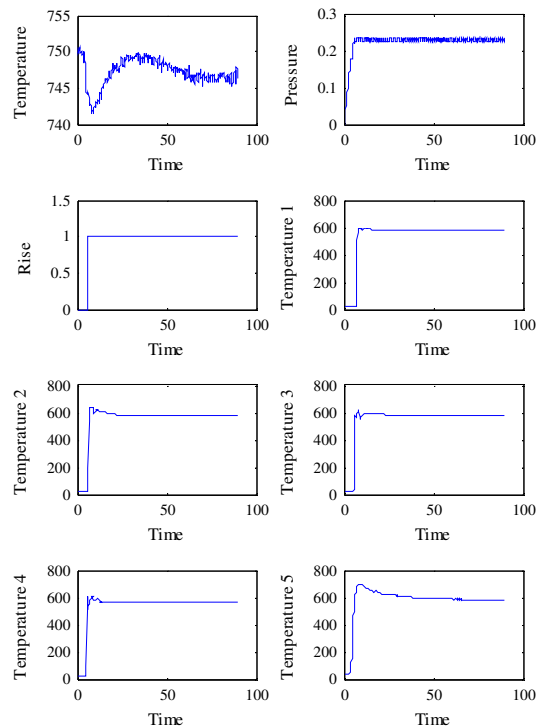 755
750
745
740
Temperature
0 50 100
Time
0.3
0.2
0.1
0
Pressure
0 50 100
Time
1.5
1
0.5
0
Rise
0 50 100
Time
800
600
400
200
0
Temperature 1
0 50 100
Time
800
600
400
200
0
Temperature 2
0 50 100
Time
800
600
400
200
0
Temperature 3
0 50 100
Time
800
600
400
200
0
Temperature 4
0 50 100
Time
800
600
400
200
0
Temperature 5
0 50 100
Time